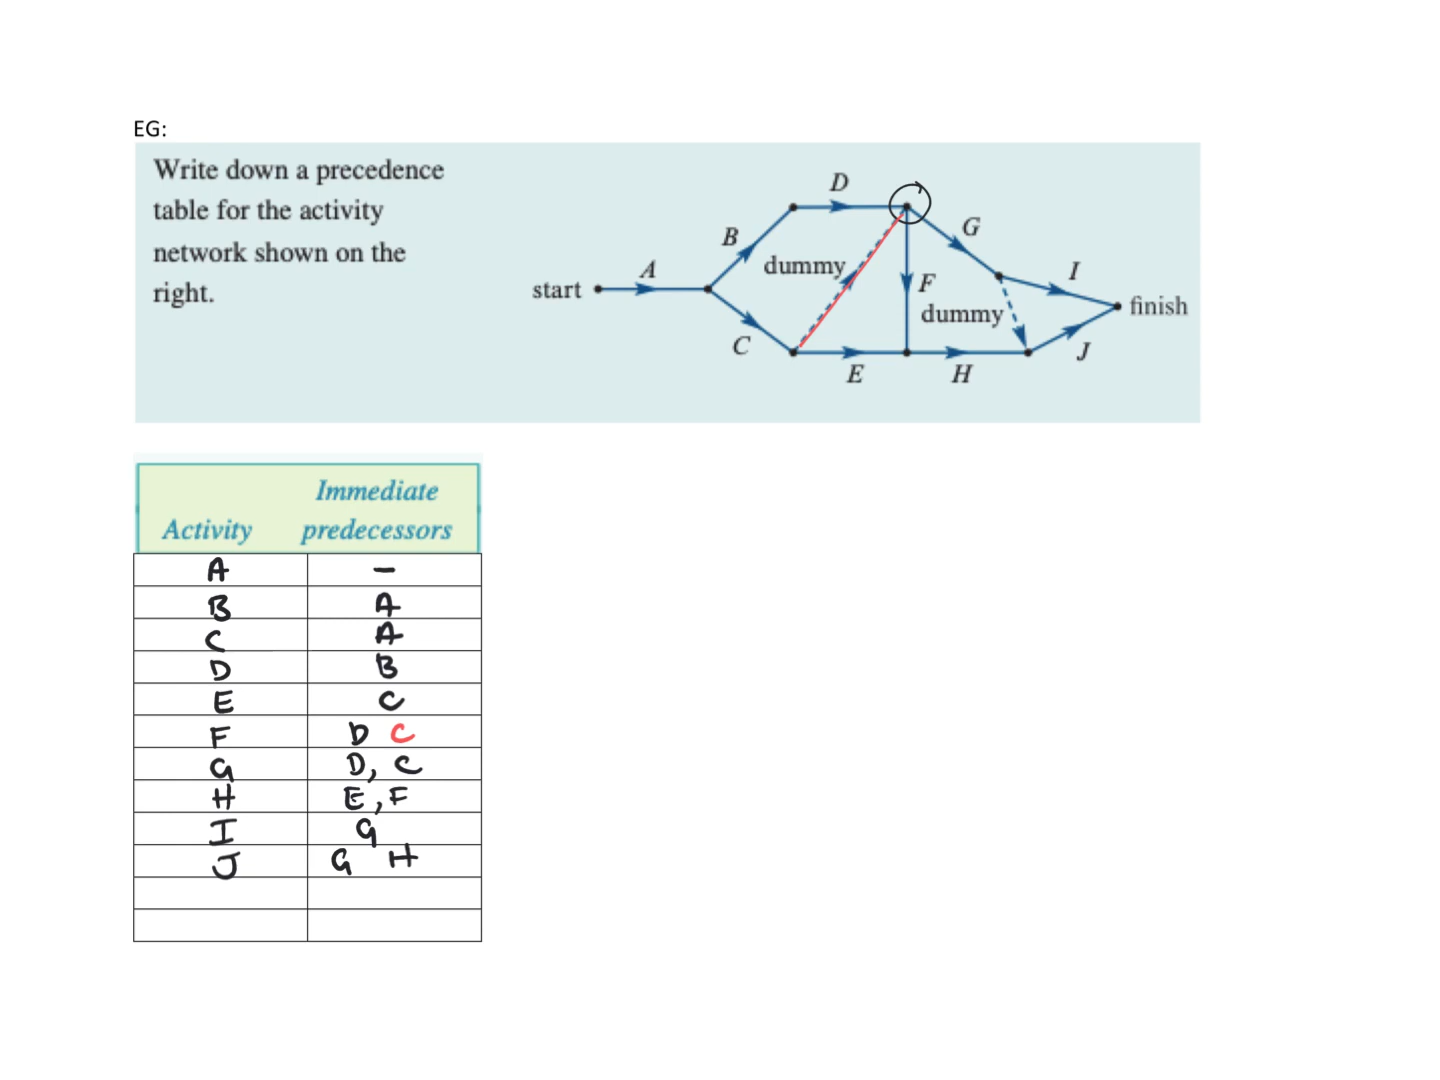 EG:
Write down a precedence
table for the activity
network shown on the
right.
start
A
B
C
D
dummy
E
F
G
dummy
H
I
J
finish
Activity Immediate predecessors
A –
B A
C A
D B
E C
F D C
G D, C
H E, F
I G
J G H